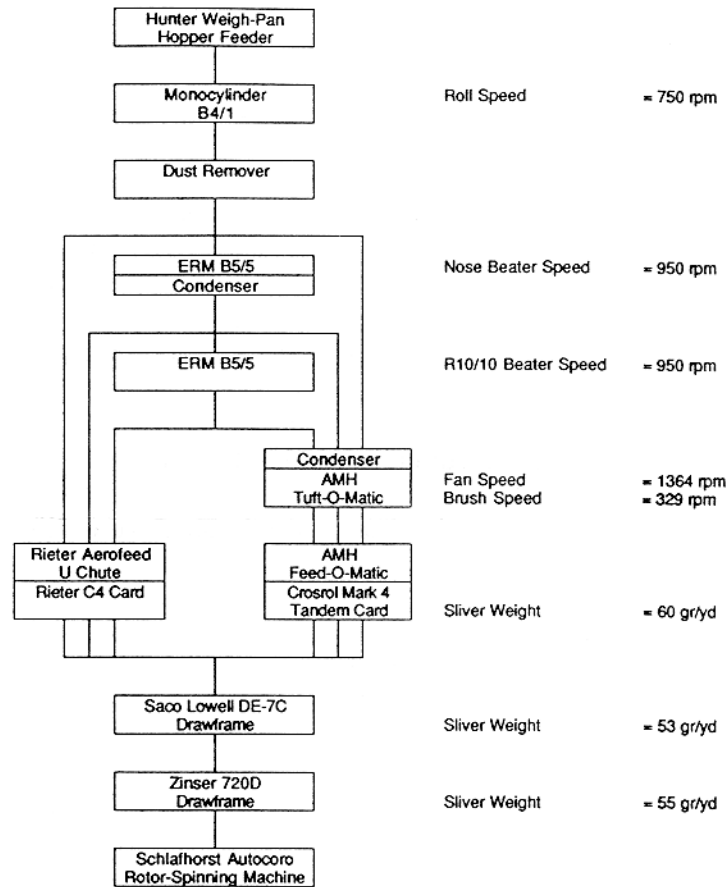 Hunter Weigh-Pan
Hopper Feeder
Monocylinder
B4/1
Roll Speed = 750 rpm
Dust Remover
ERM B5/5
Condenser
Nose Beater Speed = 950 rpm
ERM B5/5
R10/10 Beater Speed = 950 rpm
Condenser
AMH
Tuft-O-Matic
Fan Speed = 1364 rpm
Brush Speed = 329 rpm
Rieter Aerofeed
U Chute
Rieter C4 Card
AMH
Feed-O-Matic
Crosrol Mark 4
Tandem Card
Sliver Weight = 60 gr/yd
Saco Lowell DE-7C
Drawframe
Sliver Weight = 53 gr/yd
Zinser 720D
Drawframe
Sliver Weight = 55 gr/yd
Schlafhorst Autocoro
Rotor-Spinning Machine